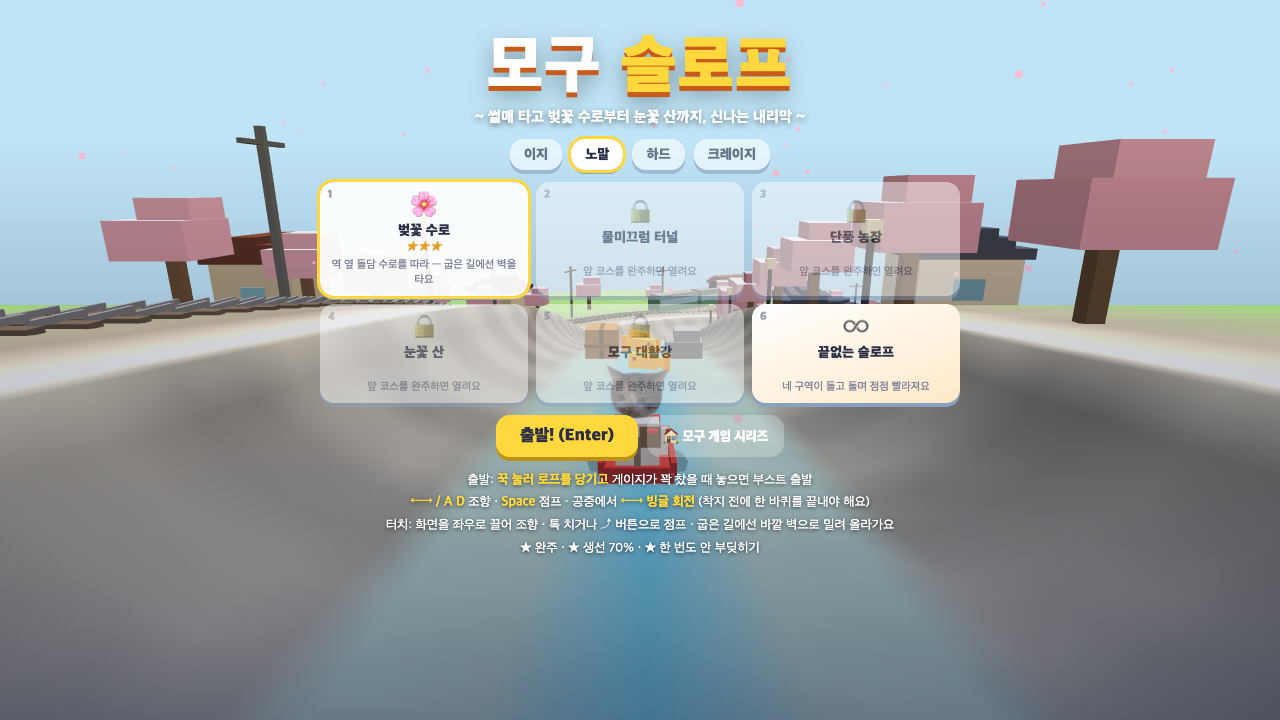 모구 슬로프
~ 썰매 타고 벚꽃 수로부터 눈꽃 산까지, 신나는 내리막 ~
이지 노말 하드 크레이지
1
벚꽃 수로
★★★
역 옆 돌담 수로를 따라 — 굽은 길에선 벽을
타요
2
물미끄럼 터널
앞 코스를 완주하면 열려요
3
단풍 농장
앞 코스를 완주하면 열려요
4
눈꽃 산
앞 코스를 완주하면 열려요
5
모구 대활강
앞 코스를 완주하면 열려요
6
∞
끝없는 슬로프
네 구역이 돌고 돌며 점점 빨라져요
출발! (Enter)
🏠 모구 게임 시리즈
출발: 꾹 눌러 로프를 당기고 게이지가 꽉 찼을 때 놓으면 부스트 출발
←→ / A D 조향 · Space 점프 · 공중에서 ←→ 빙글 회전 (착지 전에 한 바퀴를 끝내야 해요)
터치: 화면을 좌우로 끌어 조향 · 톡 치거나 ⤴ 버튼으로 점프 · 굽은 길에선 바깥 벽으로 밀려 올라가요
★ 완주 · ★ 생선 70% · ★ 한 번도 안 부딪히기